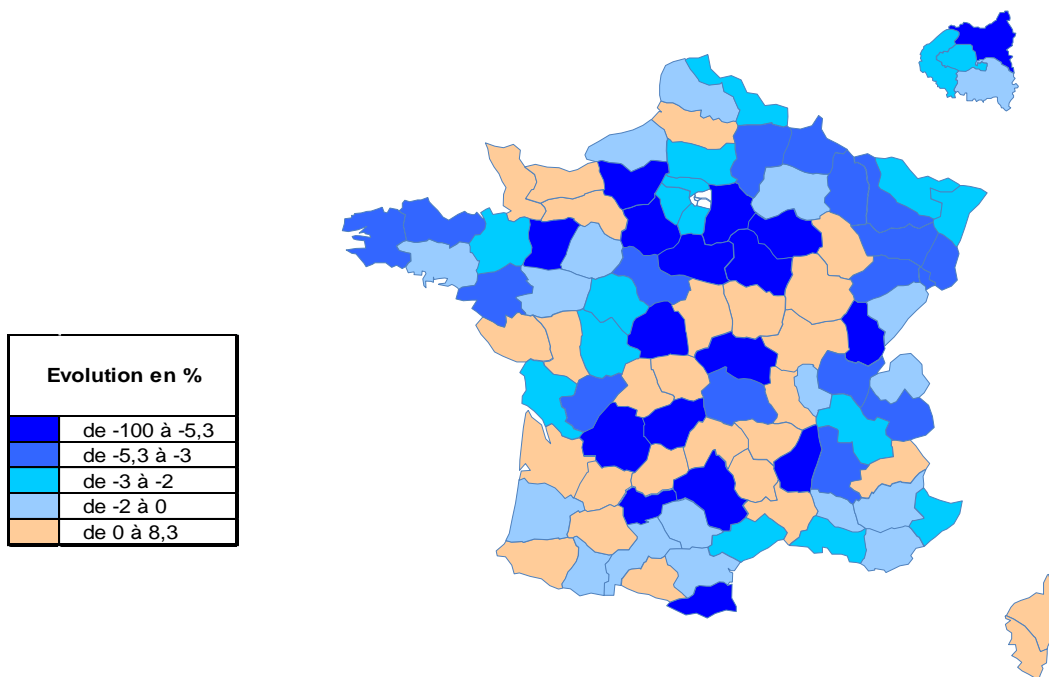 Evolution en %
de -100 à -5,3
de -5,3 à -3
de -3 à -2
de -2 à 0
de 0 à 8,3